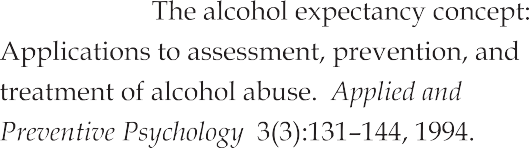 The alcohol expectancy concept:
Applications to assessment, prevention, and
treatment of alcohol abuse. Applied and
Preventive Psychology 3(3):131–144, 1994.